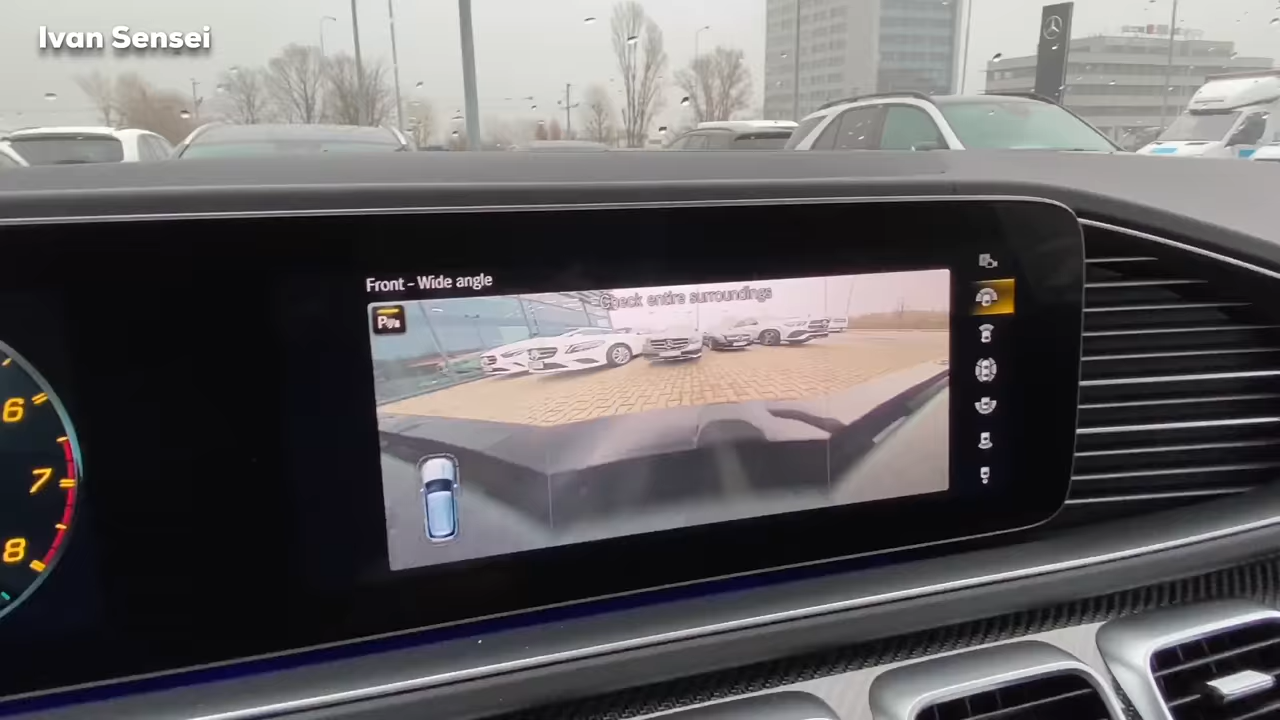 Ivan Sensei
Front - Wide angle
Check entire surroundings
P
6
7
8